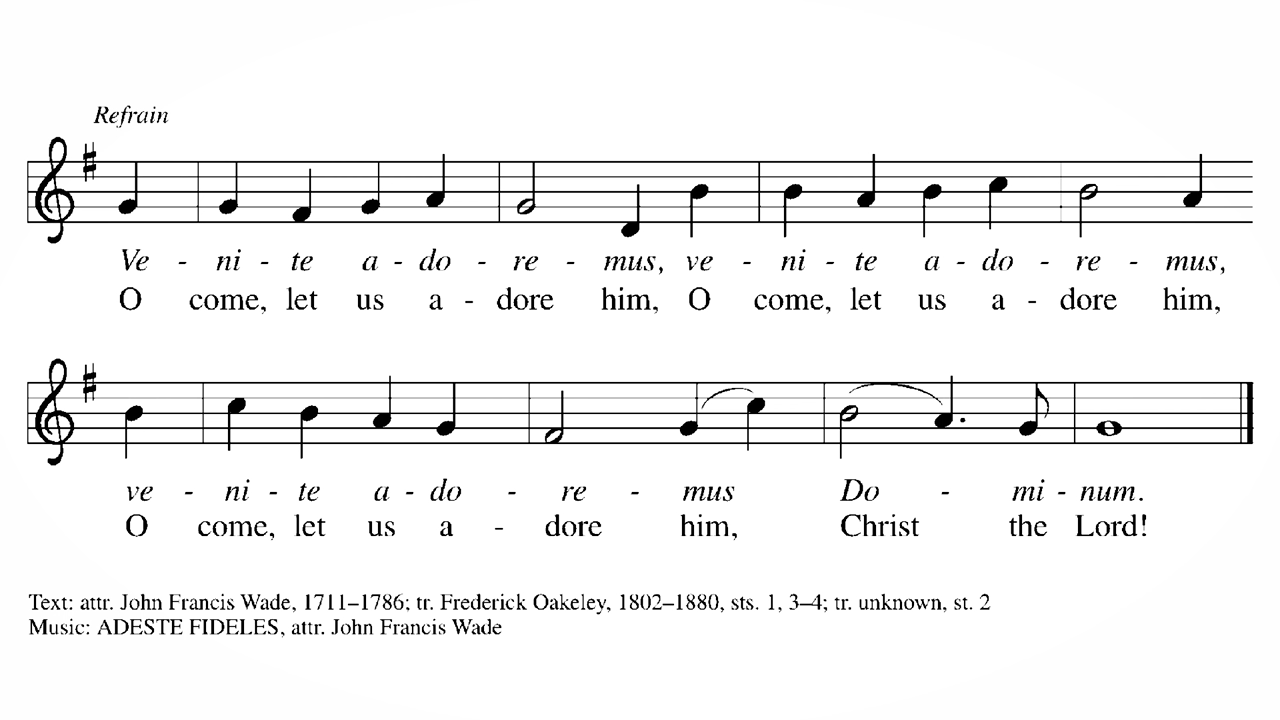 Refrain
Ve - ni - te a - do - re - mus, ve - ni - te a - do - re - mus,
O come, let us a - dore him, O come, let us a - dore him,
ve - ni - te a - do - re - mus Do - mi - num.
O come, let us a - dore him, Christ the Lord!
Text: attr. John Francis Wade, 1711–1786; tr. Frederick Oakeley, 1802–1880, sts. 1, 3–4; tr. unknown, st. 2
Music: ADESTE FIDELES, attr. John Francis Wade